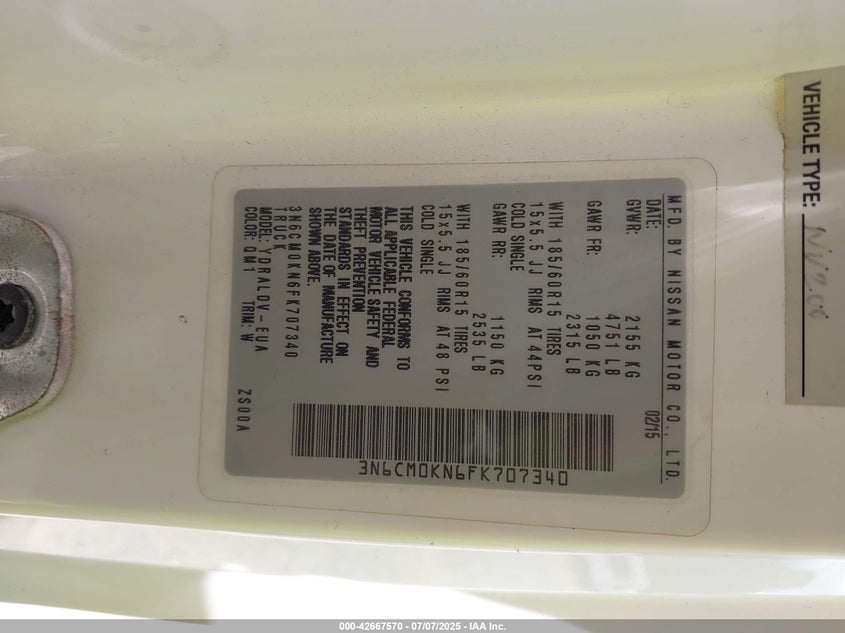 MFD. BY NISSAN MOTOR CO., LTD.
DATE: 02/15
GVWR: 2155 KG
4751 LB
GAWR FR: 1050 KG
2315 LB
WITH 185/60R15 TIRES
15x5.5 JJ RIMS AT 44PSI
COLD SINGLE
GAWR RR: 1150 KG
2535 LB
WITH 185/60R15 TIRES
15x5.5 JJ RIMS AT 48 PSI
COLD SINGLE
THIS VEHICLE CONFORMS TO
ALL APPLICABLE FEDERAL
MOTOR VEHICLE SAFETY AND
THEFT PREVENTION
STANDARDS IN EFFECT ON
THE DATE OF MANUFACTURE
SHOWN ABOVE.
3N6CM0KN6FK707340
TRUCK
MODEL: YDRALDV-EUA
COLOR: QM1 TRIM: W ZS00A
3N6CM0KN6FK707340
VEHICLE TYPE:
000-42667570 | 07/07/2025 - IAA Inc.